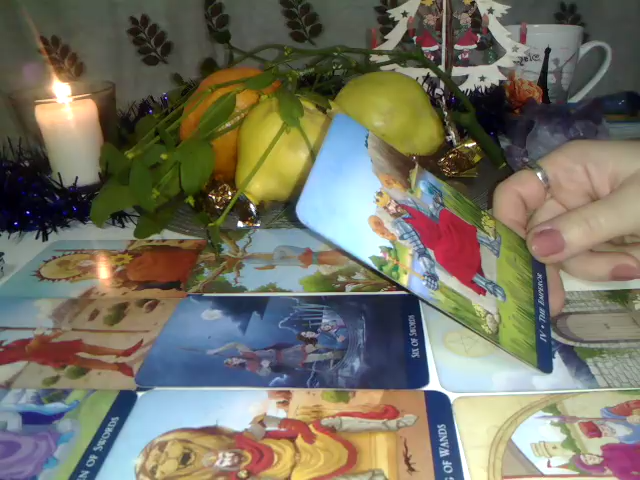 IV • THE EMPEROR
SIX OF SWORDS
N OF SWORDS
G OF WANDS